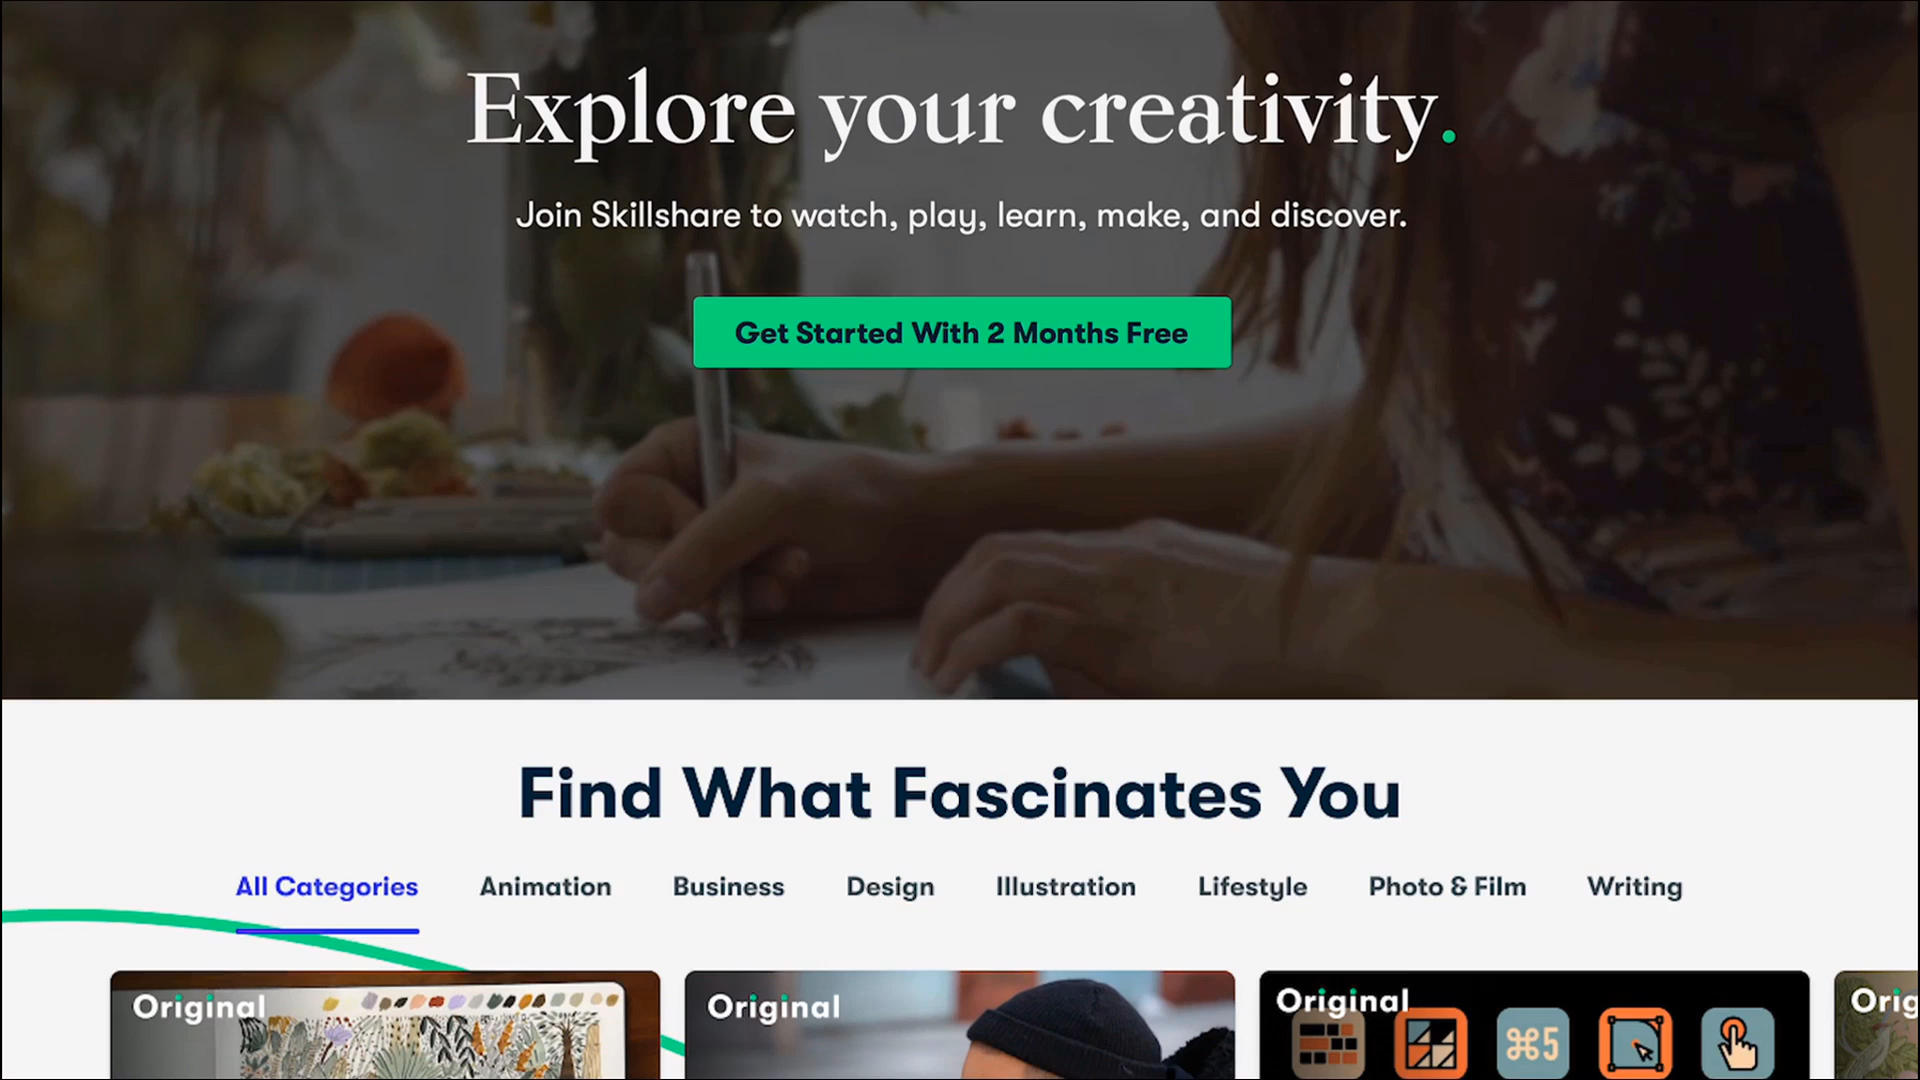 Explore your creativity.
Join Skillshare to watch, play, learn, make, and discover.
Get Started With 2 Months Free
Find What Fascinates You
All Categories Animation Business Design Illustration Lifestyle Photo & Film Writing
Original Original Original Orig
⌘5